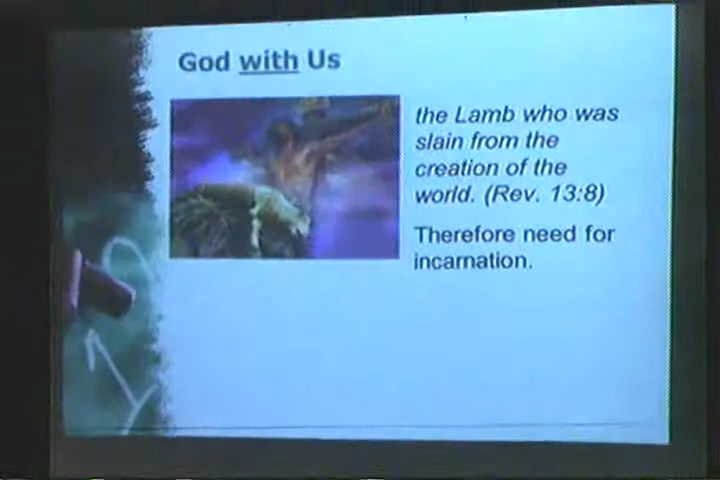 God with Us
the Lamb who was
slain from the
creation of the
world. (Rev. 13:8)
Therefore need for
incarnation.